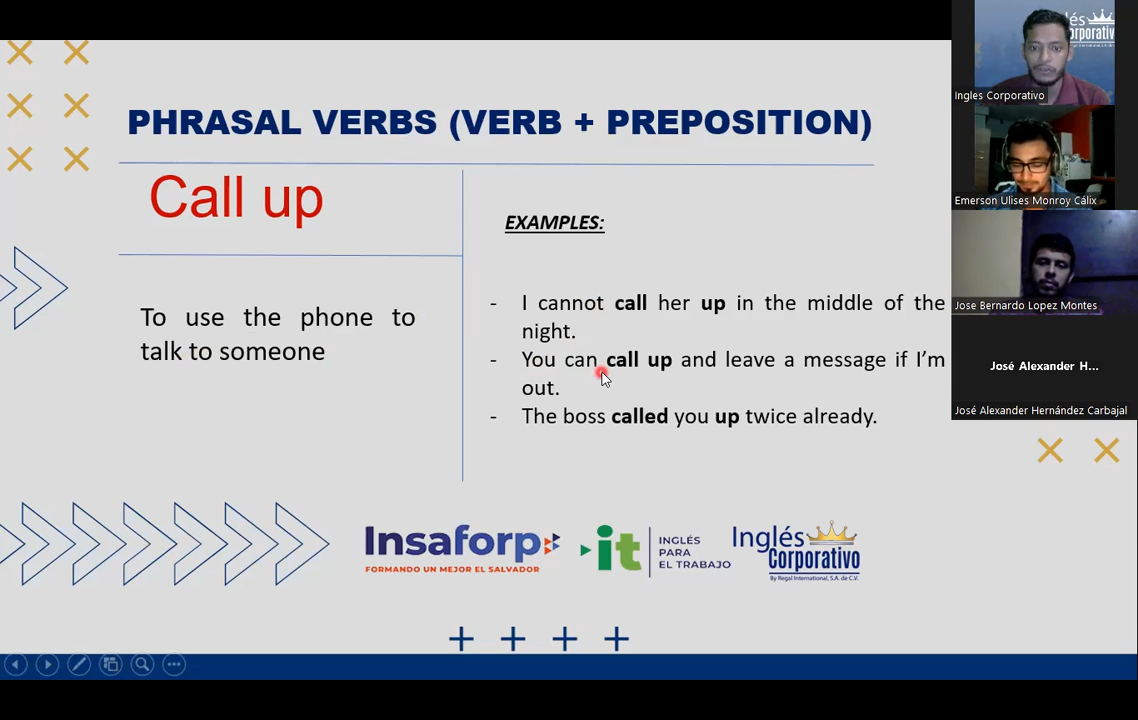 PHRASAL VERBS (VERB + PREPOSITION)
Call up
To use the phone to
talk to someone
EXAMPLES:
- I cannot call her up in the middle of the
night.
- You can call up and leave a message if I'm
out.
- The boss called you up twice already.
Insaforp
FORMANDO UN MEJOR EL SALVADOR
it
INGLÉS
PARA
EL TRABAJO
Inglés
Corporativo
By Regal International, S.A. de C.V.
Ingles Corporativo
Emerson Ulises Monroy Cálix
Jose Bernardo Lopez Montes
José Alexander H...
José Alexander Hernández Carbajal